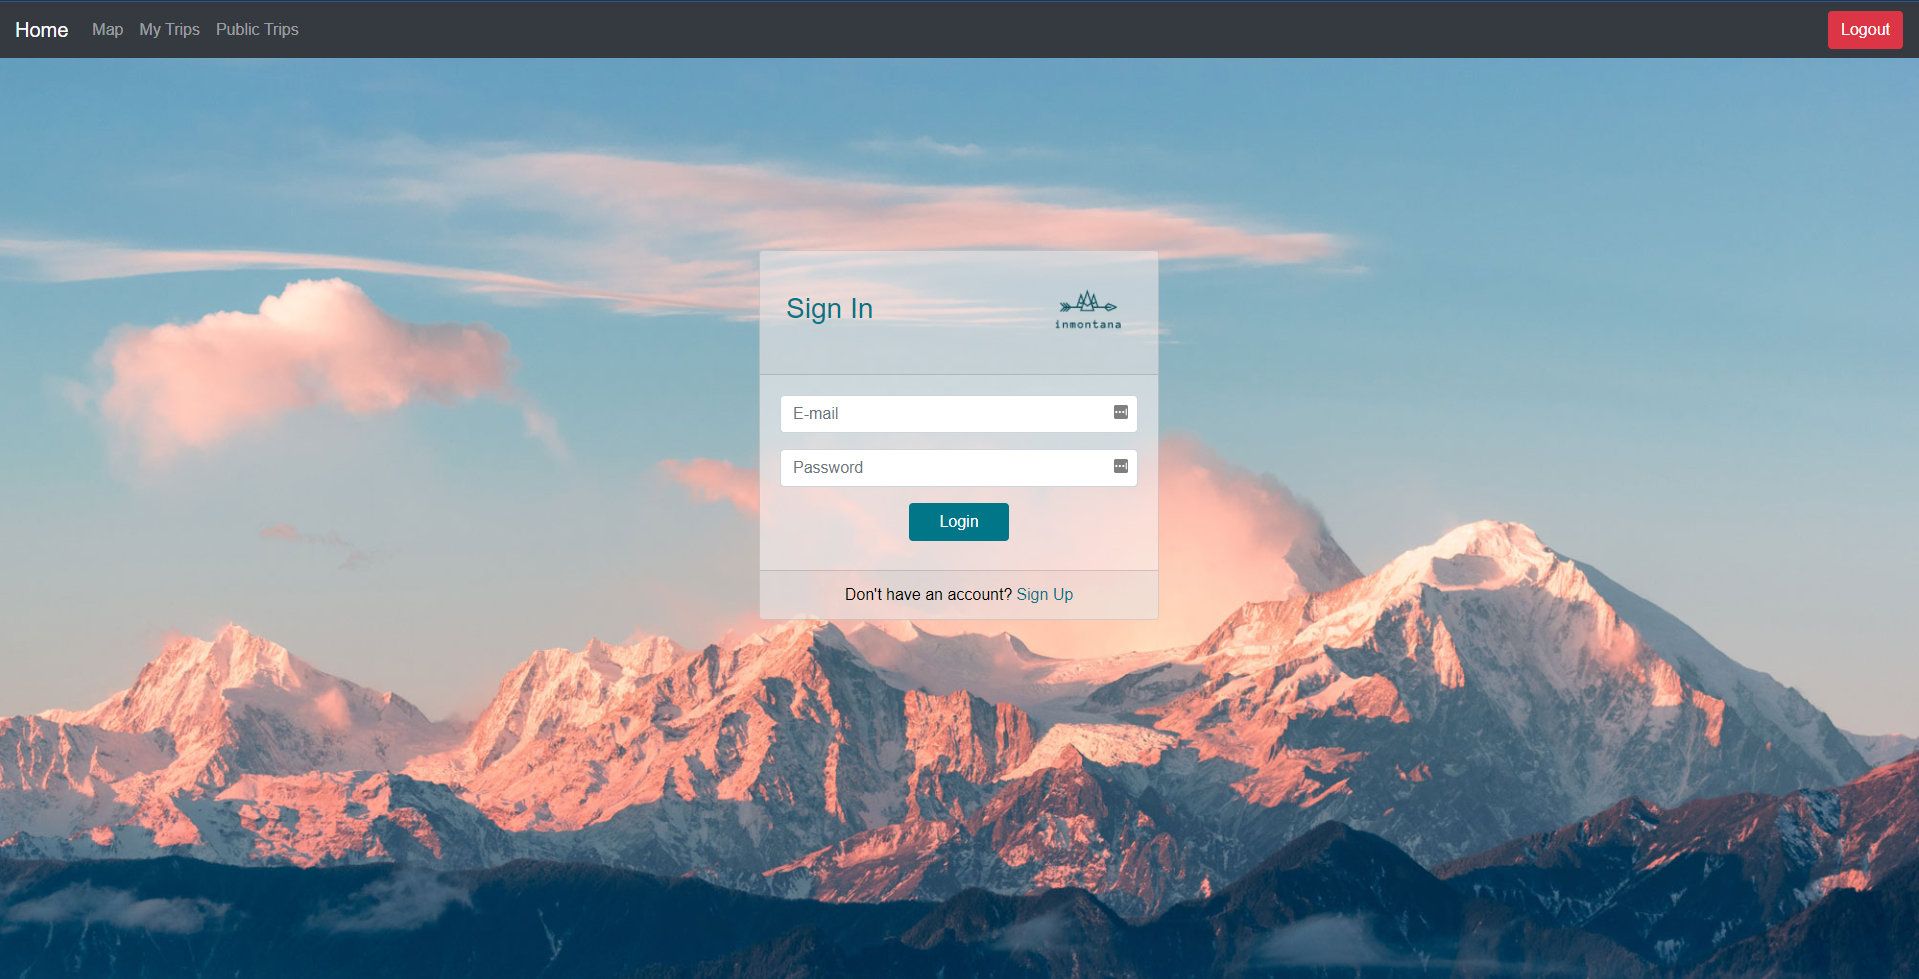 Home Map My Trips Public Trips Logout
Sign In
inmontana
E-mail
Password
Login
Don't have an account? Sign Up